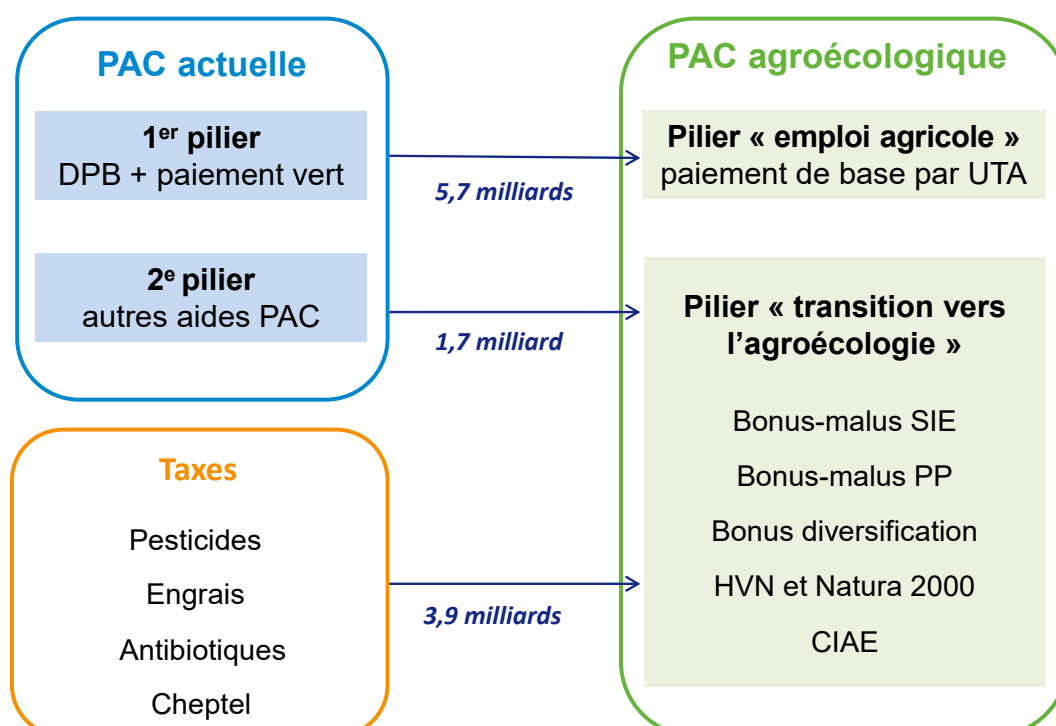 PAC actuelle
1er pilier
DPB + paiement vert
2e pilier
autres aides PAC
Taxes
Pesticides
Engrais
Antibiotiques
Cheptel
5,7 milliards
1,7 milliard
3,9 milliards
PAC agroécologique
Pilier « emploi agricole »
paiement de base par UTA
Pilier « transition vers
l’agroécologie »
Bonus-malus SIE
Bonus-malus PP
Bonus diversification
HVN et Natura 2000
CIAE